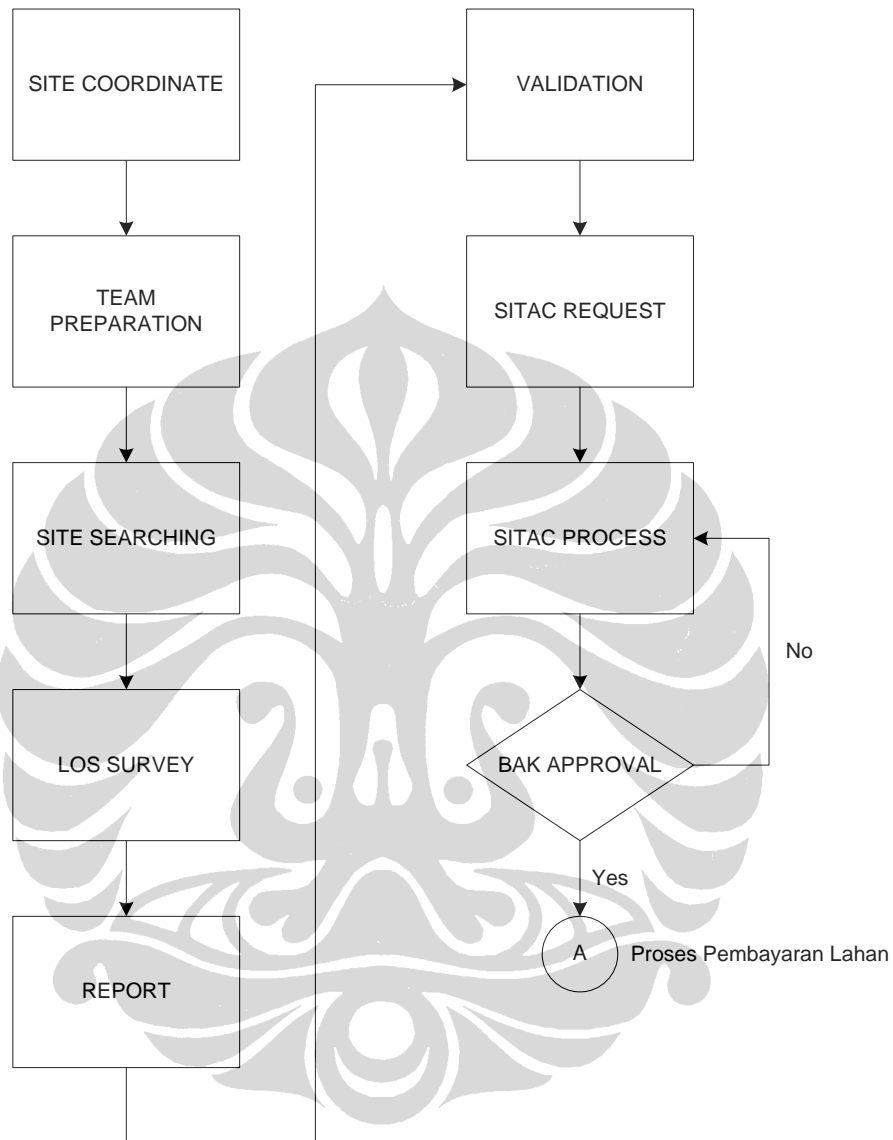 SITE COORDINATE
TEAM
PREPARATION
SITE SEARCHING
LOS SURVEY
REPORT
VALIDATION
SITAC REQUEST
SITAC PROCESS
No
BAK APPROVAL
Yes
A
Proses Pembayaran Lahan